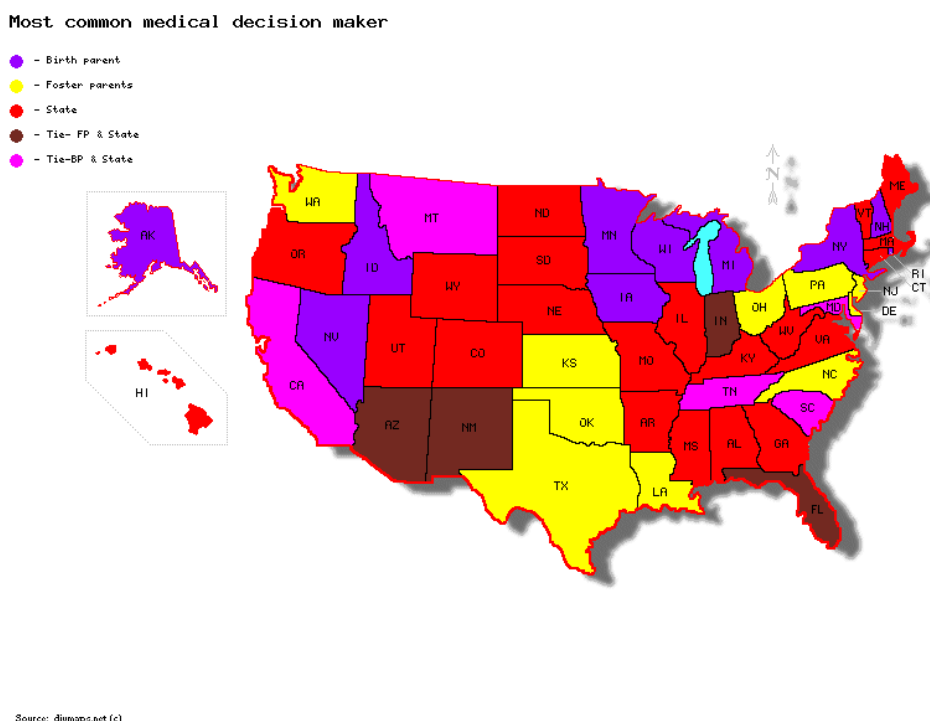 Most common medical decision maker
- Birth parent
- Foster parents
- State
- Tie- FP & State
- Tie-BP & State
ME
WA
VT
ND
MT
NH
MN
AK
NY
MA
WI
OR
SD
MI
ID
RI
PA
WY
CT
NJ
IA
OH
MD
NE
DE
IL
IN
WV
NV
VA
UT
CO
KY
MO
KS
NC
CA
TN
HI
SC
OK
AR
AZ
NM
AL
GA
MS
TX
LA
FL
Source: diymaps.net (c)